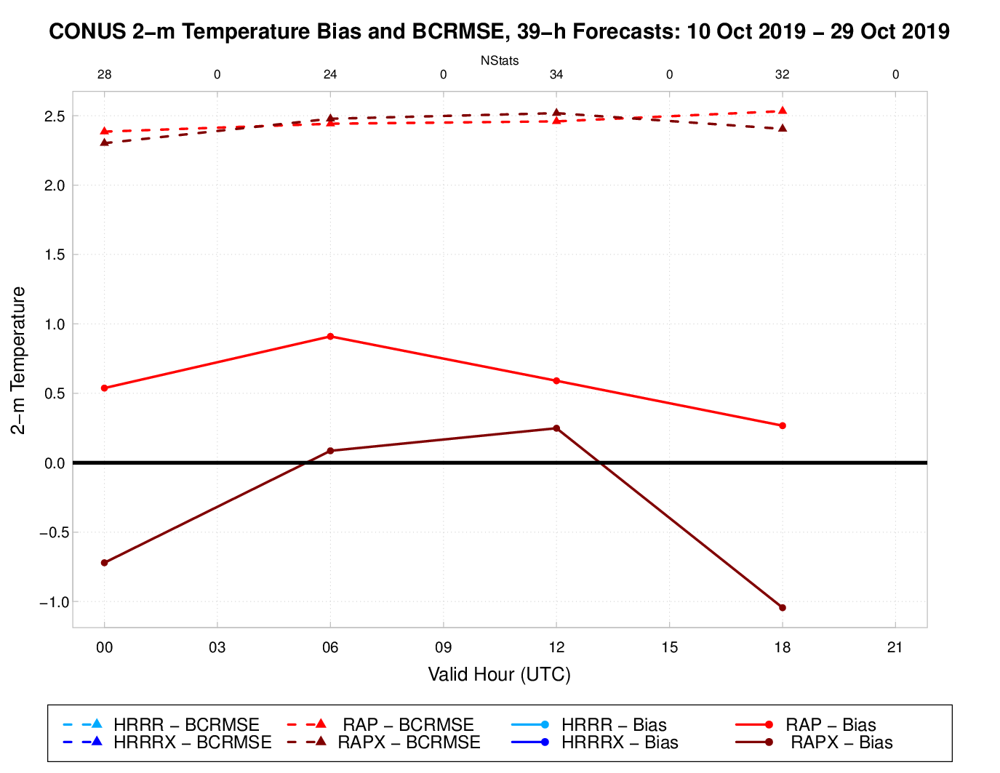 CONUS 2−m Temperature Bias and BCRMSE, 39−h Forecasts: 10 Oct 2019 − 29 Oct 2019
NStats
28 0 24 0 34 0 32 0
2.5
2.0
1.5
1.0
0.5
0.0
−0.5
−1.0
2−m Temperature
00 03 06 09 12 15 18 21
Valid Hour (UTC)
HRRR − BCRMSE RAP − BCRMSE HRRR − Bias RAP − Bias
HRRRX − BCRMSE RAPX − BCRMSE HRRRX − Bias RAPX − Bias